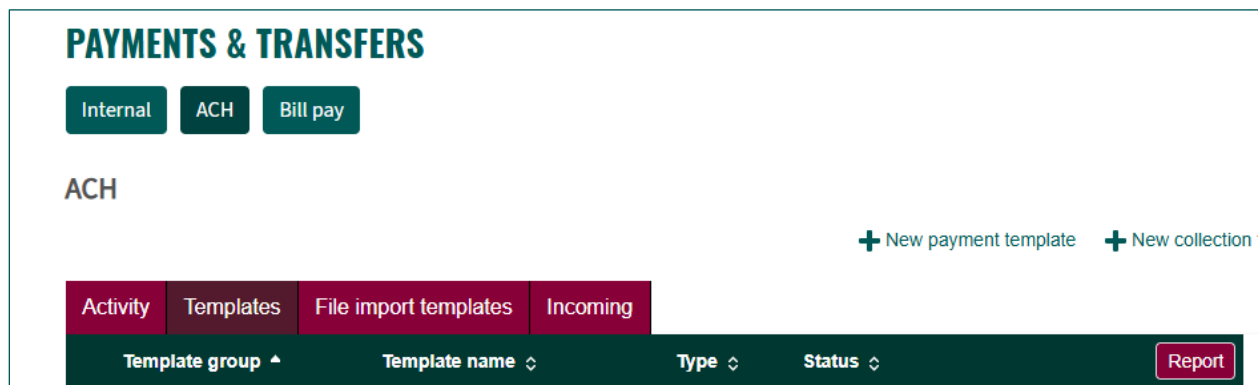 PAYMENTS & TRANSFERS
Internal ACH Bill pay
ACH
New payment template New collection
Activity Templates File import templates Incoming
Template group Template name Type Status Report